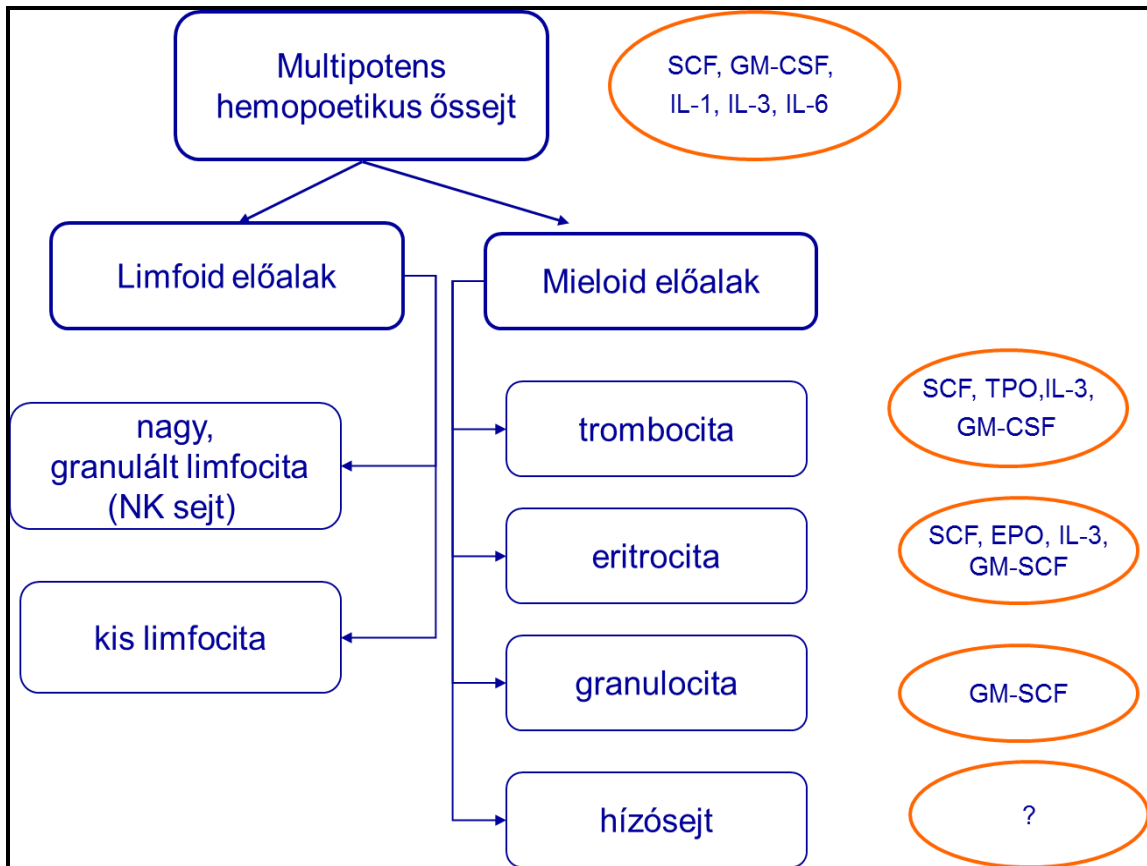 Multipotens
hemopoetikus őssejt
SCF, GM-CSF,
IL-1, IL-3, IL-6
Limfoid előalak
Mieloid előalak
nagy,
granulált limfocita
(NK sejt)
kis limfocita
trombocita
SCF, TPO,IL-3,
GM-CSF
eritrocita
SCF, EPO, IL-3,
GM-SCF
granulocita
GM-SCF
hízósejt
?